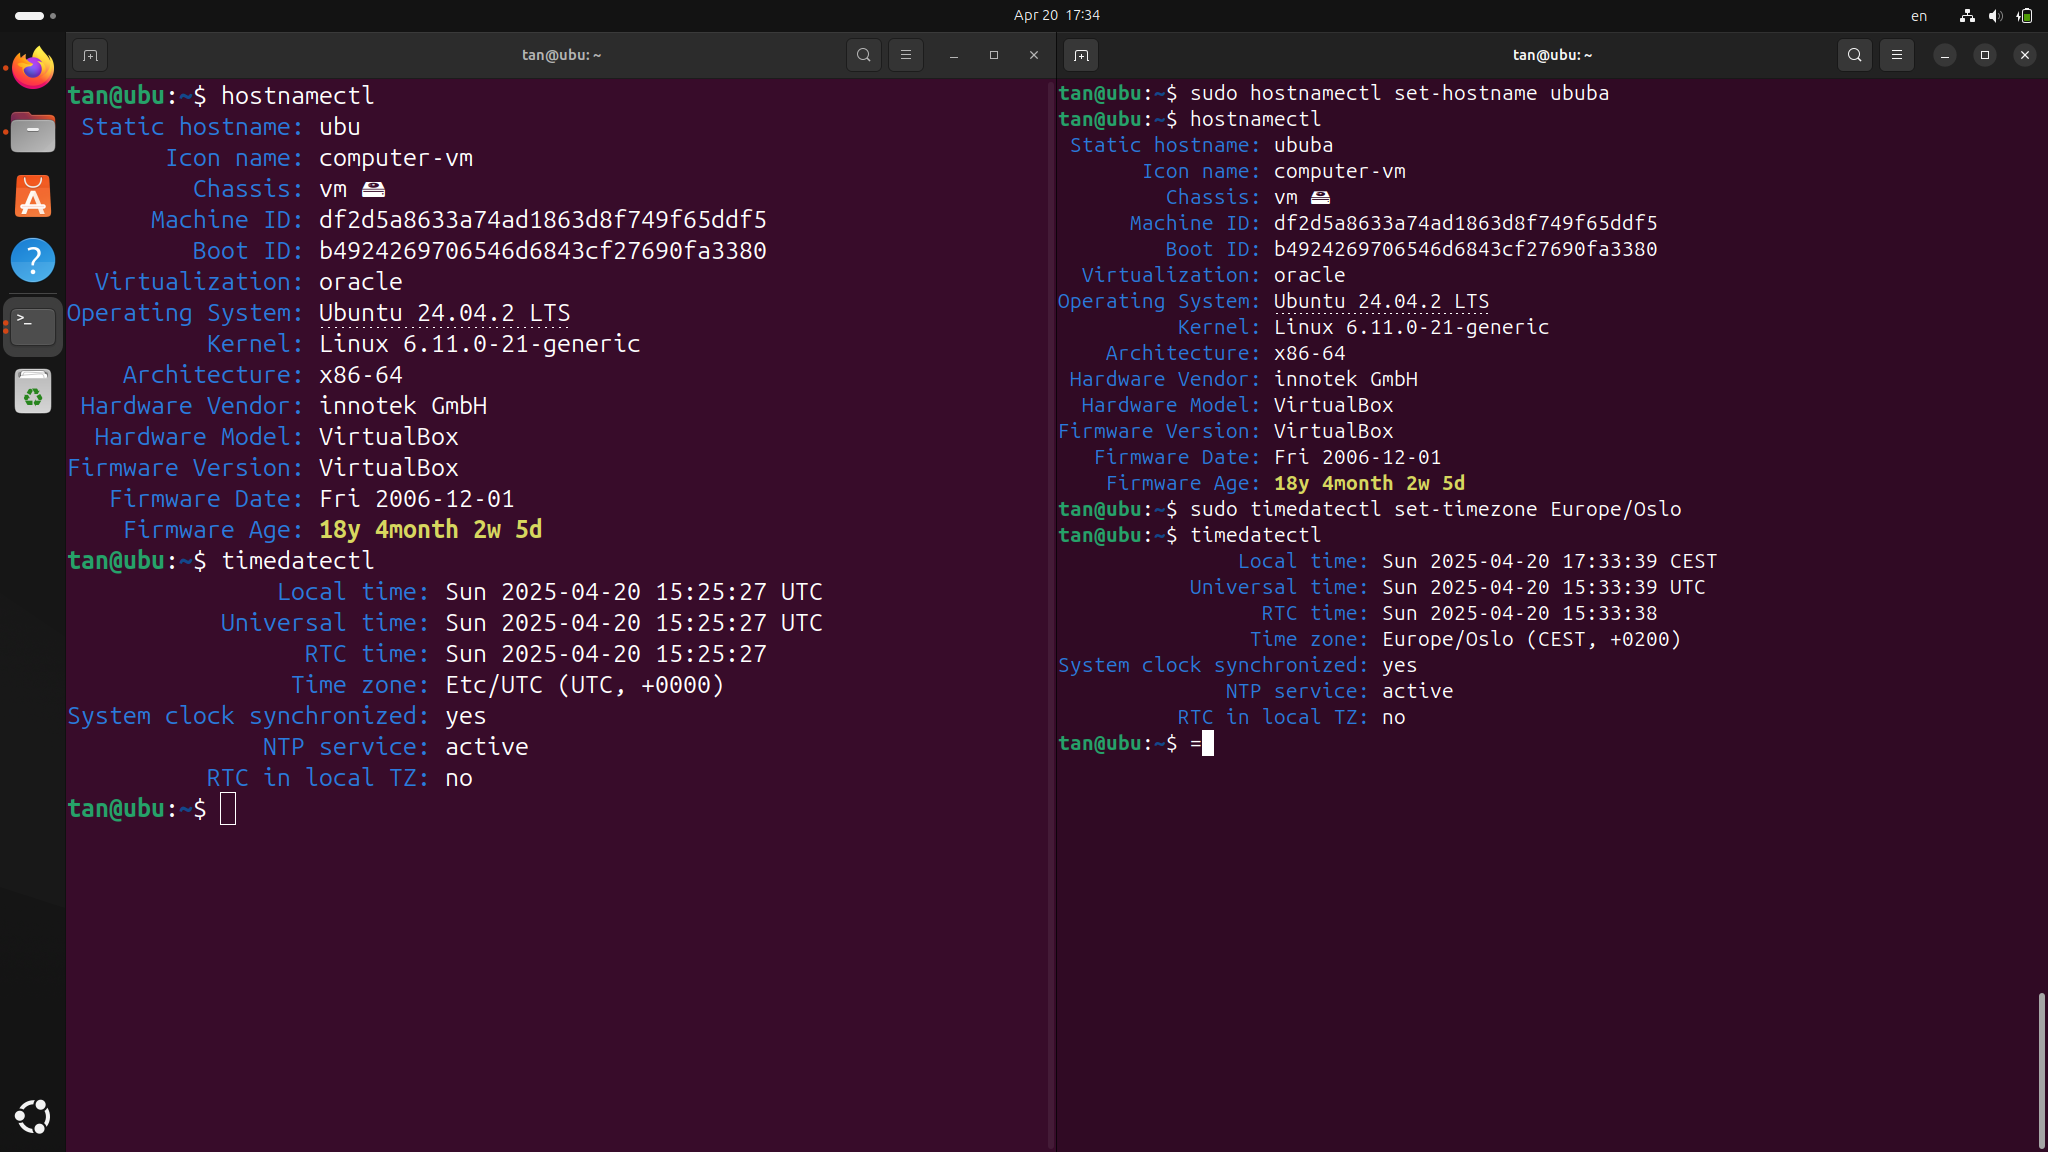 Apr 20 17:34
en
tan@ubu: ~
tan@ubu:~$ hostnamectl
Static hostname: ubu
Icon name: computer-vm
Chassis: vm 🖴
Machine ID: df2d5a8633a74ad1863d8f749f65ddf5
Boot ID: b4924269706546d6843cf27690fa3380
Virtualization: oracle
Operating System: Ubuntu 24.04.2 LTS
Kernel: Linux 6.11.0-21-generic
Architecture: x86-64
Hardware Vendor: innotek GmbH
Hardware Model: VirtualBox
Firmware Version: VirtualBox
Firmware Date: Fri 2006-12-01
Firmware Age: 18y 4month 2w 5d
tan@ubu:~$ timedatectl
Local time: Sun 2025-04-20 15:25:27 UTC
Universal time: Sun 2025-04-20 15:25:27 UTC
RTC time: Sun 2025-04-20 15:25:27
Time zone: Etc/UTC (UTC, +0000)
System clock synchronized: yes
NTP service: active
RTC in local TZ: no
tan@ubu:~$
tan@ubu: ~
tan@ubu:~$ sudo hostnamectl set-hostname ububa
tan@ubu:~$ hostnamectl
Static hostname: ububa
Icon name: computer-vm
Chassis: vm 🖴
Machine ID: df2d5a8633a74ad1863d8f749f65ddf5
Boot ID: b4924269706546d6843cf27690fa3380
Virtualization: oracle
Operating System: Ubuntu 24.04.2 LTS
Kernel: Linux 6.11.0-21-generic
Architecture: x86-64
Hardware Vendor: innotek GmbH
Hardware Model: VirtualBox
Firmware Version: VirtualBox
Firmware Date: Fri 2006-12-01
Firmware Age: 18y 4month 2w 5d
tan@ubu:~$ sudo timedatectl set-timezone Europe/Oslo
tan@ubu:~$ timedatectl
Local time: Sun 2025-04-20 17:33:39 CEST
Universal time: Sun 2025-04-20 15:33:39 UTC
RTC time: Sun 2025-04-20 15:33:38
Time zone: Europe/Oslo (CEST, +0200)
System clock synchronized: yes
NTP service: active
RTC in local TZ: no
tan@ubu:~$ =